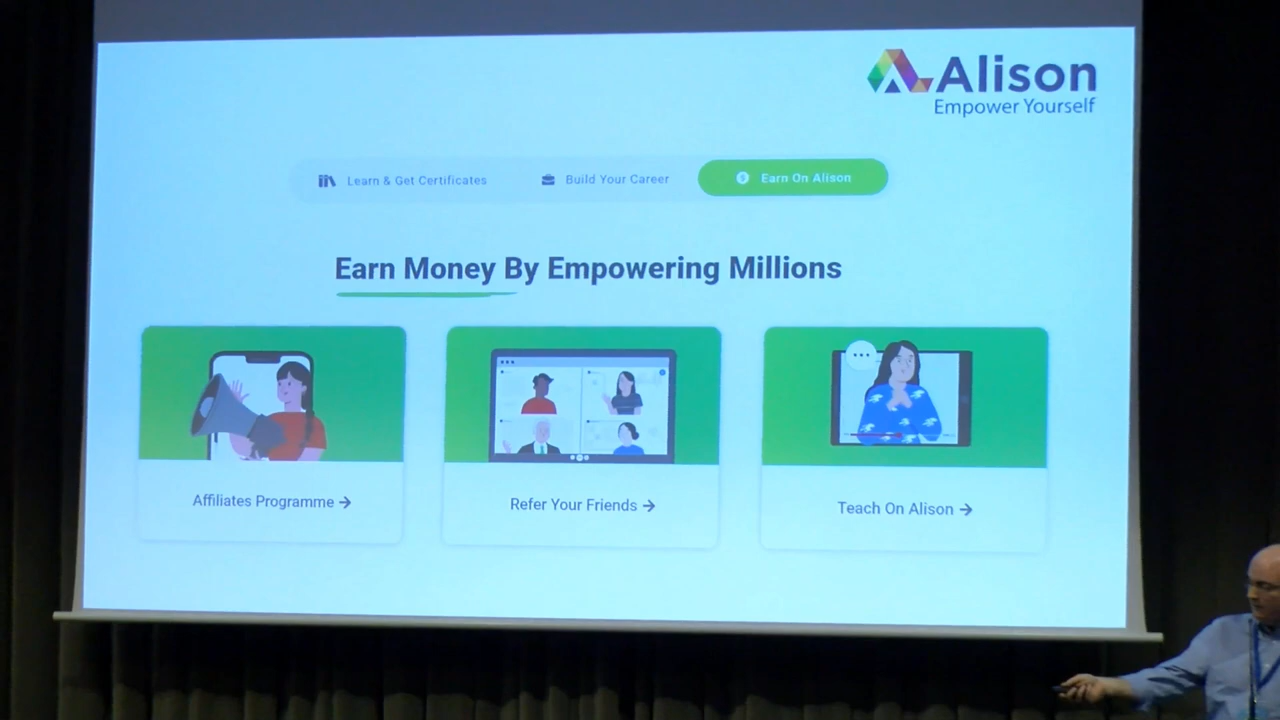 Alison
Empower Yourself
Learn & Get Certificates
Build Your Career
Earn On Alison
Earn Money By Empowering Millions
Affiliates Programme →
Refer Your Friends →
Teach On Alison →